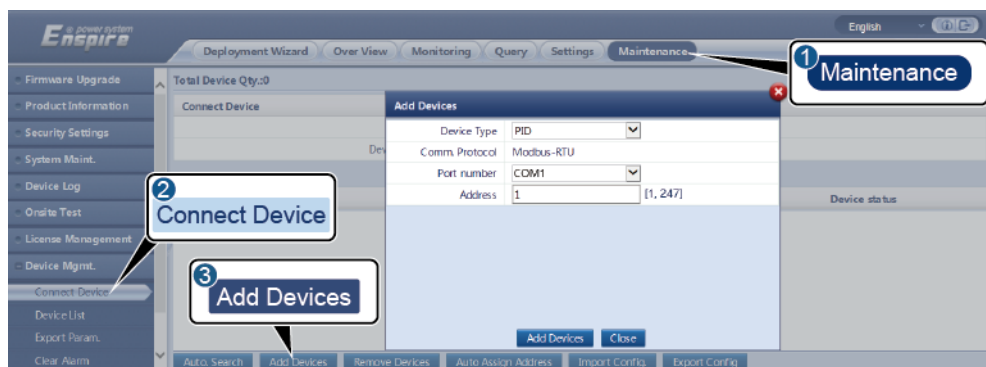 e power system
Enspire
English
Deployment Wizard Over View Monitoring Query Settings Maintenance
1 Maintenance
Firmware Upgrade
Product Information
Security Settings
System Maint.
Device Log
Onsite Test
License Management
Device Mgmt.
Connect Device
Device List
Export Param.
Clear Alarm
Total Device Qty.:0
Connect Device
Dev
Device status
2 Connect Device
3 Add Devices
Add Devices
Device Type PID
Comm. Protocol Modbus-RTU
Port number COM1
Address 1 [1, 247]
Add Devices Close
Auto. Search Add Devices Remove Devices Auto Assign Address Import Config. Export Config